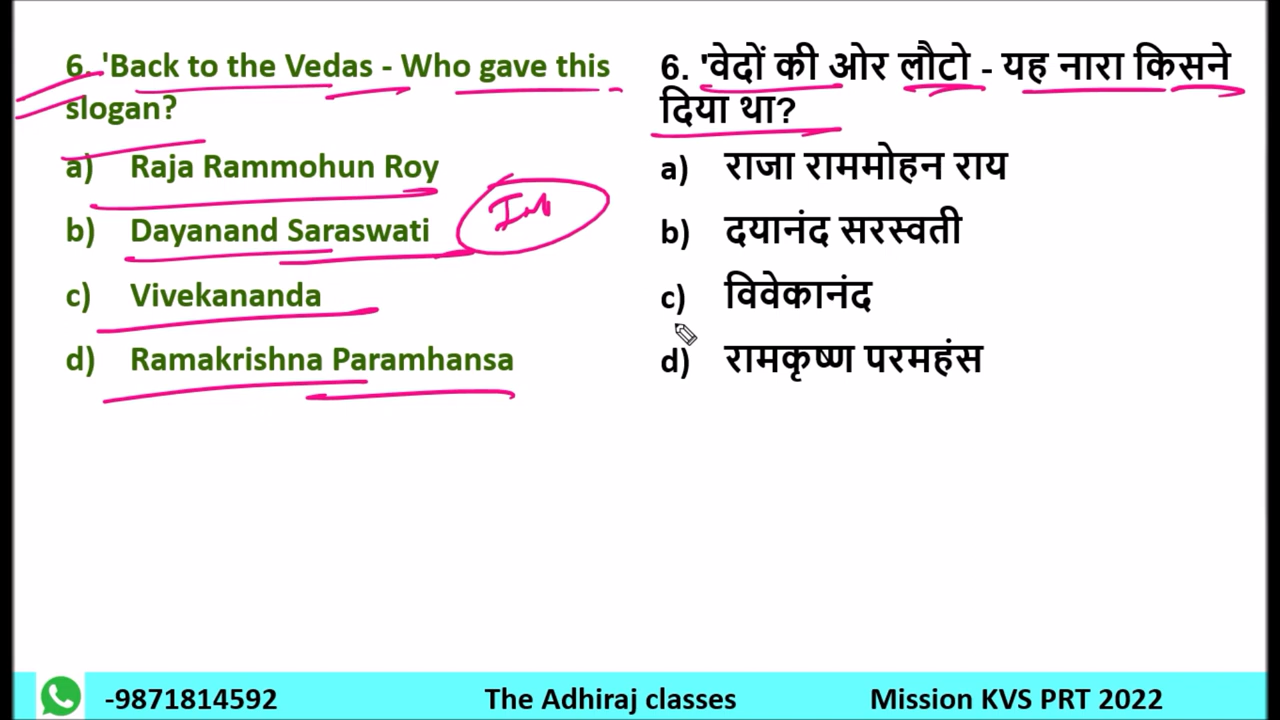 6. 'Back to the Vedas - Who gave this
slogan?
a) Raja Rammohun Roy
b) Dayanand Saraswati
c) Vivekananda
d) Ramakrishna Paramhansa
6. 'वेदों की ओर लौटो - यह नारा किसने
दिया था?
a) राजा राममोहन राय
b) दयानंद सरस्वती
c) विवेकानंद
d) रामकृष्ण परमहंस
-9871814592 The Adhiraj classes Mission KVS PRT 2022